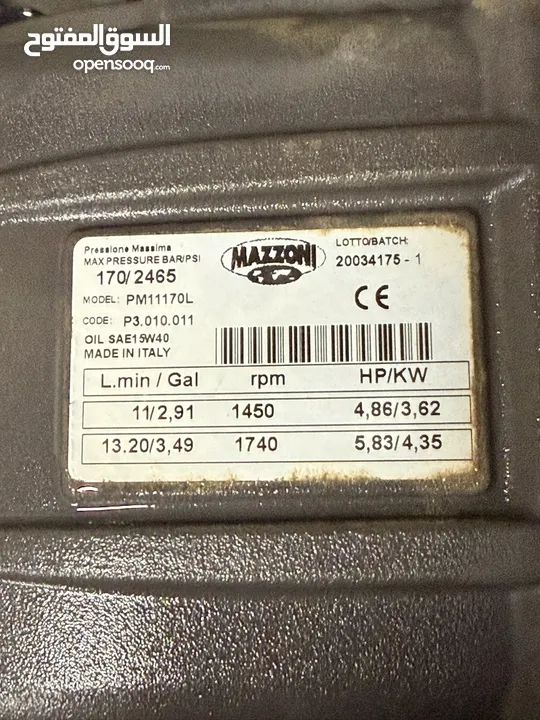 السوق المفتوح
opensooq.com
Pressione Massima
MAX PRESSURE BAR/PSI
170/2465
MODEL: PM11170L
CODE: P3.010.011
OIL SAE15W40
MADE IN ITALY
MAZZONI
LOTTO/BATCH:
20034175 - 1
CE
L.min / Gal rpm HP/KW
11/2,91 1450 4,86/3,62
13.20/3,49 1740 5,83/4,35